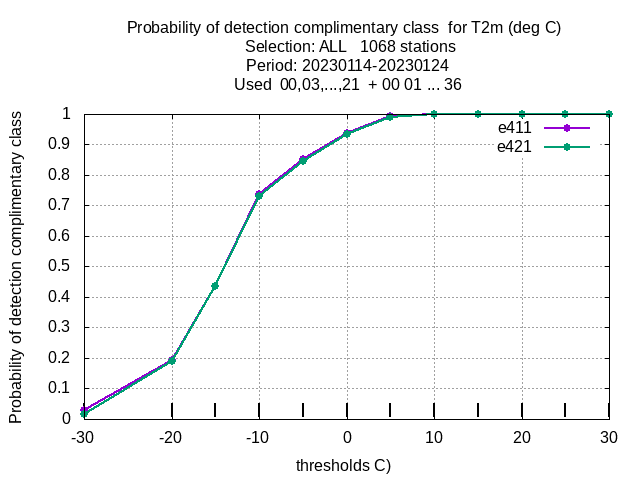 Probability of detection complimentary class  for T2m (deg C)
Selection: ALL   1068 stations
Period: 20230114-20230124
Used  00,03,...,21  + 00 01 ... 36
Probability of detection complimentary class
1
0.9
0.8
0.7
0.6
0.5
0.4
0.3
0.2
0.1
0
e411
e421
-30
-20
-10
0
10
20
30
thresholds C)